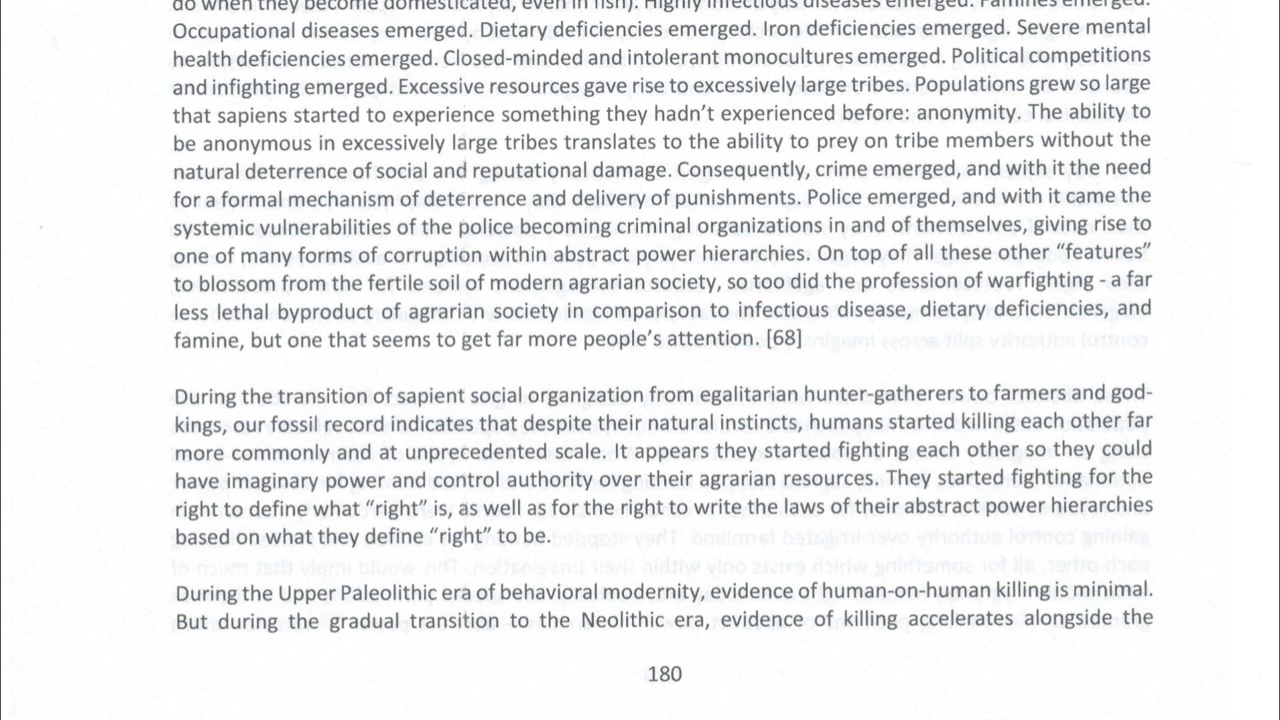 do when they become domesticated, even in fish). Highly infectious diseases emerged. Famines emerged.
Occupational diseases emerged. Dietary deficiencies emerged. Iron deficiencies emerged. Severe mental
health deficiencies emerged. Closed-minded and intolerant monocultures emerged. Political competitions
and infighting emerged. Excessive resources gave rise to excessively large tribes. Populations grew so large
that sapiens started to experience something they hadn't experienced before: anonymity. The ability to
be anonymous in excessively large tribes translates to the ability to prey on tribe members without the
natural deterrence of social and reputational damage. Consequently, crime emerged, and with it the need
for a formal mechanism of deterrence and delivery of punishments. Police emerged, and with it came the
systemic vulnerabilities of the police becoming criminal organizations in and of themselves, giving rise to
one of many forms of corruption within abstract power hierarchies. On top of all these other “features”
to blossom from the fertile soil of modern agrarian society, so too did the profession of warfighting - a far
less lethal byproduct of agrarian society in comparison to infectious disease, dietary deficiencies, and
famine, but one that seems to get far more people's attention. [68]
During the transition of sapient social organization from egalitarian hunter-gatherers to farmers and god-
kings, our fossil record indicates that despite their natural instincts, humans started killing each other far
more commonly and at unprecedented scale. It appears they started fighting each other so they could
have imaginary power and control authority over their agrarian resources. They started fighting for the
right to define what “right” is, as well as for the right to write the laws of their abstract power hierarchies
based on what they define “right” to be.
During the Upper Paleolithic era of behavioral modernity, evidence of human-on-human killing is minimal.
But during the gradual transition to the Neolithic era, evidence of killing accelerates alongside the
180